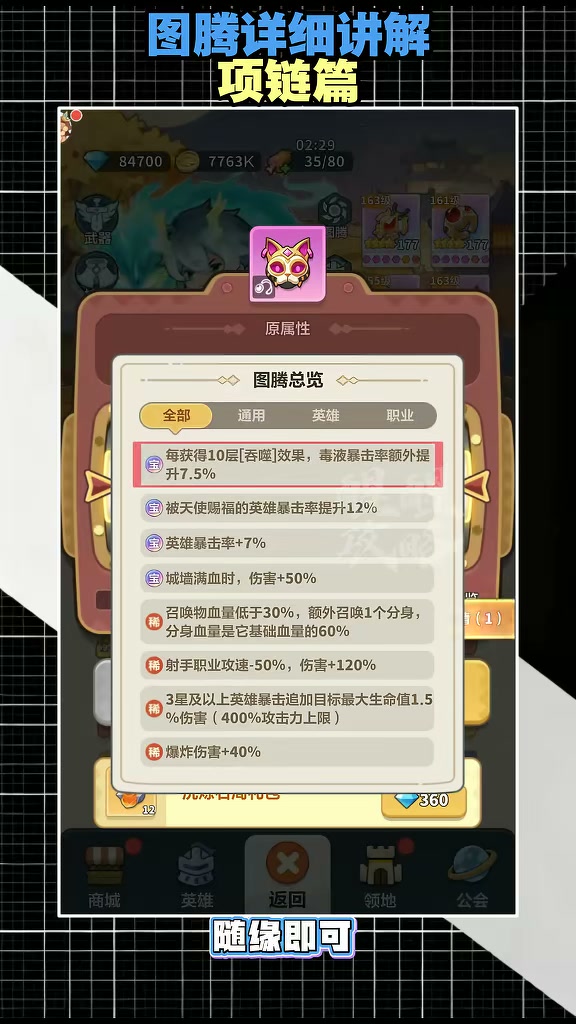 图腾详细讲解
项链篇
02:29
84700
7763K
35/80
163级
161级
武器
图腾
177
177
163级
原属性
图腾总览
全部
通用
英雄
职业
宝
每获得10层[吞噬]效果，毒液暴击率额外提
升7.5%
宝
被天使赐福的英雄暴击率提升12%
宝
英雄暴击率+7%
宝
城墙满血时，伤害+50%
稀
召唤物血量低于30%，额外召唤1个分身，
分身血量是它基础血量的60%
稀
射手职业攻速-50%，伤害+120%
稀
3星及以上英雄暴击追加目标最大生命值1.5
%伤害（400%攻击力上限）
稀
爆炸伤害+40%
（1）
12
360
商城
英雄
返回
领地
公会
随缘即可